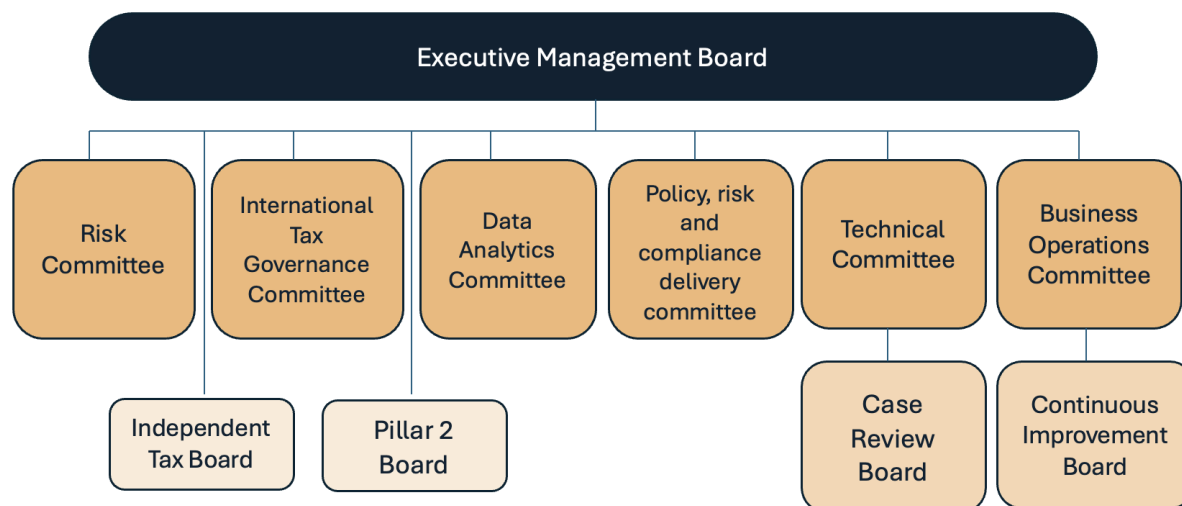 Executive Management Board
Risk
Committee
International
Tax
Governance
Committee
Data
Analytics
Committee
Policy, risk
and
compliance
delivery
committee
Technical
Committee
Business
Operations
Committee
Independent
Tax Board
Pillar 2
Board
Case
Review
Board
Continuous
Improvement
Board